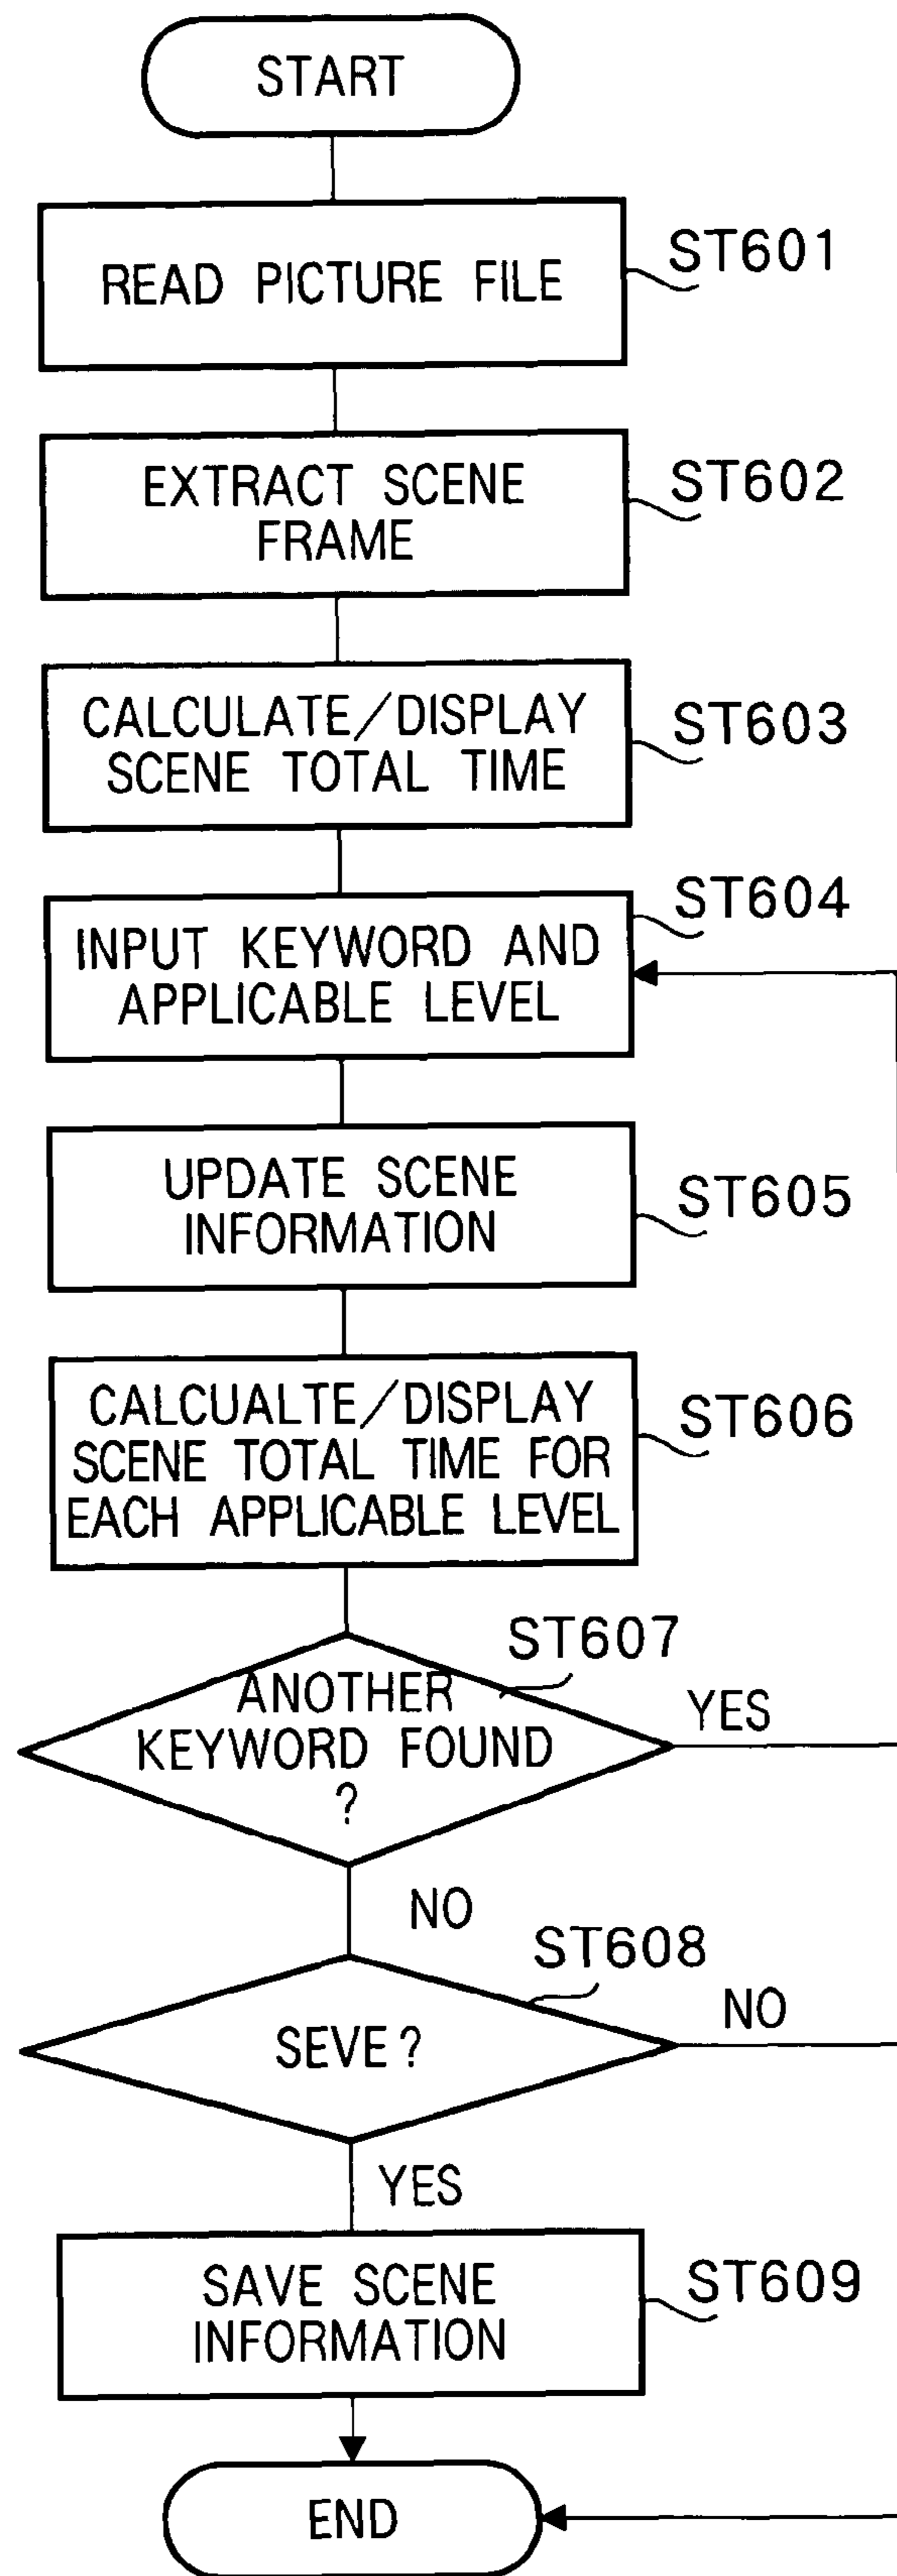 START
READ PICTURE FILE
ST601
EXTRACT SCENE
FRAME
ST602
CALCULATE/DISPLAY
SCENE TOTAL TIME
ST603
INPUT KEYWORD AND
APPLICABLE LEVEL
ST604
UPDATE SCENE
INFORMATION
ST605
CALCUALTE/DISPLAY
SCENE TOTAL TIME FOR
EACH APPLICABLE LEVEL
ST606
ANOTHER
KEYWORD FOUND
?
ST607
YES
NO
SEVE?
ST608
NO
YES
SAVE SCENE
INFORMATION
ST609
END